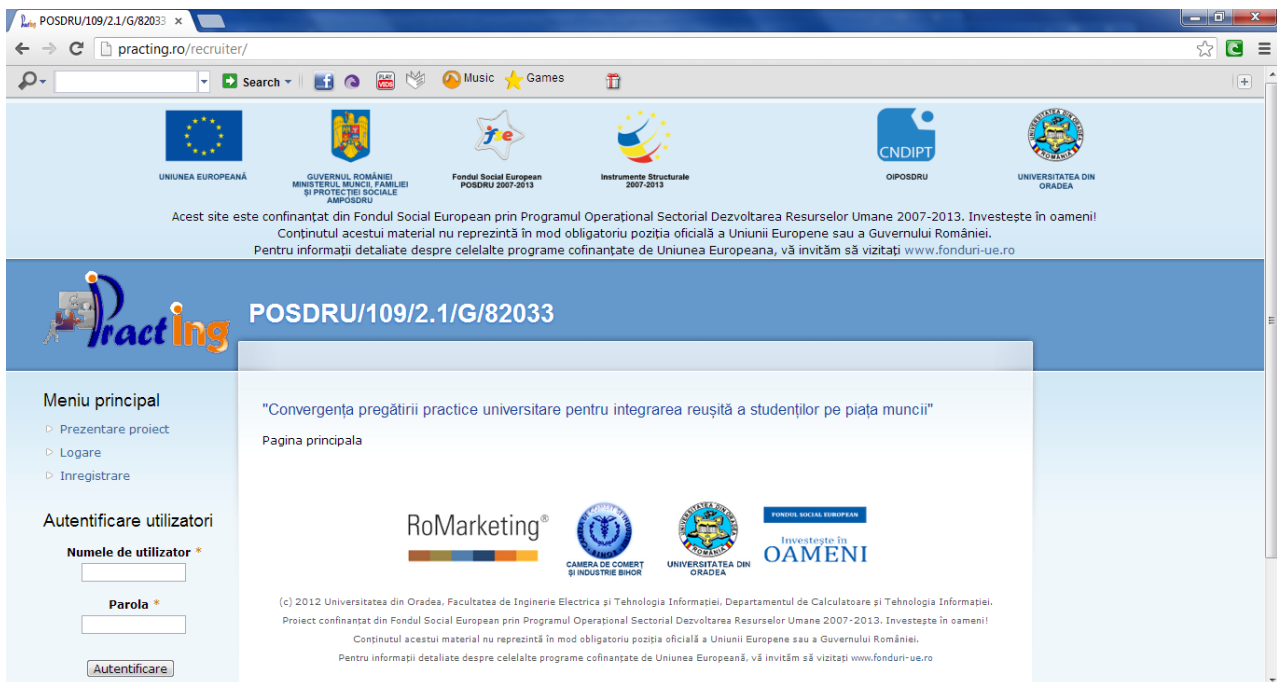 POSDRU/109/2.1/G/82033
practing.ro/recruiter/
Search
Music
Games
fse
CNDIPT
UNIUNEA EUROPEANĂ
GUVERNUL ROMÂNIEI
MINISTERUL MUNCII, FAMILIEI
ȘI PROTECȚIEI SOCIALE
AMPOSDRU
Fondul Social European
POSDRU 2007-2013
Instrumente Structurale
2007-2013
OIPOSDRU
UNIVERSITATEA DIN
ORADEA
Acest site este confinanțat din Fondul Social European prin Programul Operațional Sectorial Dezvoltarea Resurselor Umane 2007-2013. Investește în oameni!
Conținutul acestui material nu reprezintă în mod obligatoriu poziția oficială a Uniunii Europene sau a Guvernului României.
Pentru informații detaliate despre celelalte programe cofinanțate de Uniunea Europeana, vă invităm să vizitați www.fonduri-ue.ro
Practing
POSDRU/109/2.1/G/82033
Meniu principal
Prezentare proiect
Logare
Inregistrare
Autentificare utilizatori
Numele de utilizator *
Parola *
Autentificare
"Convergența pregătirii practice universitare pentru integrarea reușită a studenților pe piața muncii"
Pagina principala
RoMarketing®
CAMERA DE COMERȚ
ȘI INDUSTRIE BIHOR
UNIVERSITATEA DIN
ORADEA
FONDUL SOCIAL EUROPEAN
Investește în
OAMENI
(c) 2012 Universitatea din Oradea, Facultatea de Inginerie Electrica și Tehnologia Informației, Departamentul de Calculatoare și Tehnologia Informației.
Proiect confinanțat din Fondul Social European prin Programul Operațional Sectorial Dezvoltarea Resurselor Umane 2007-2013. Investește în oameni!
Conținutul acestui material nu reprezintă în mod obligatoriu poziția oficială a Uniunii Europene sau a Guvernului României.
Pentru informații detaliate despre celelalte programe cofinanțate de Uniunea Europeană, vă invităm să vizitați www.fonduri-ue.ro